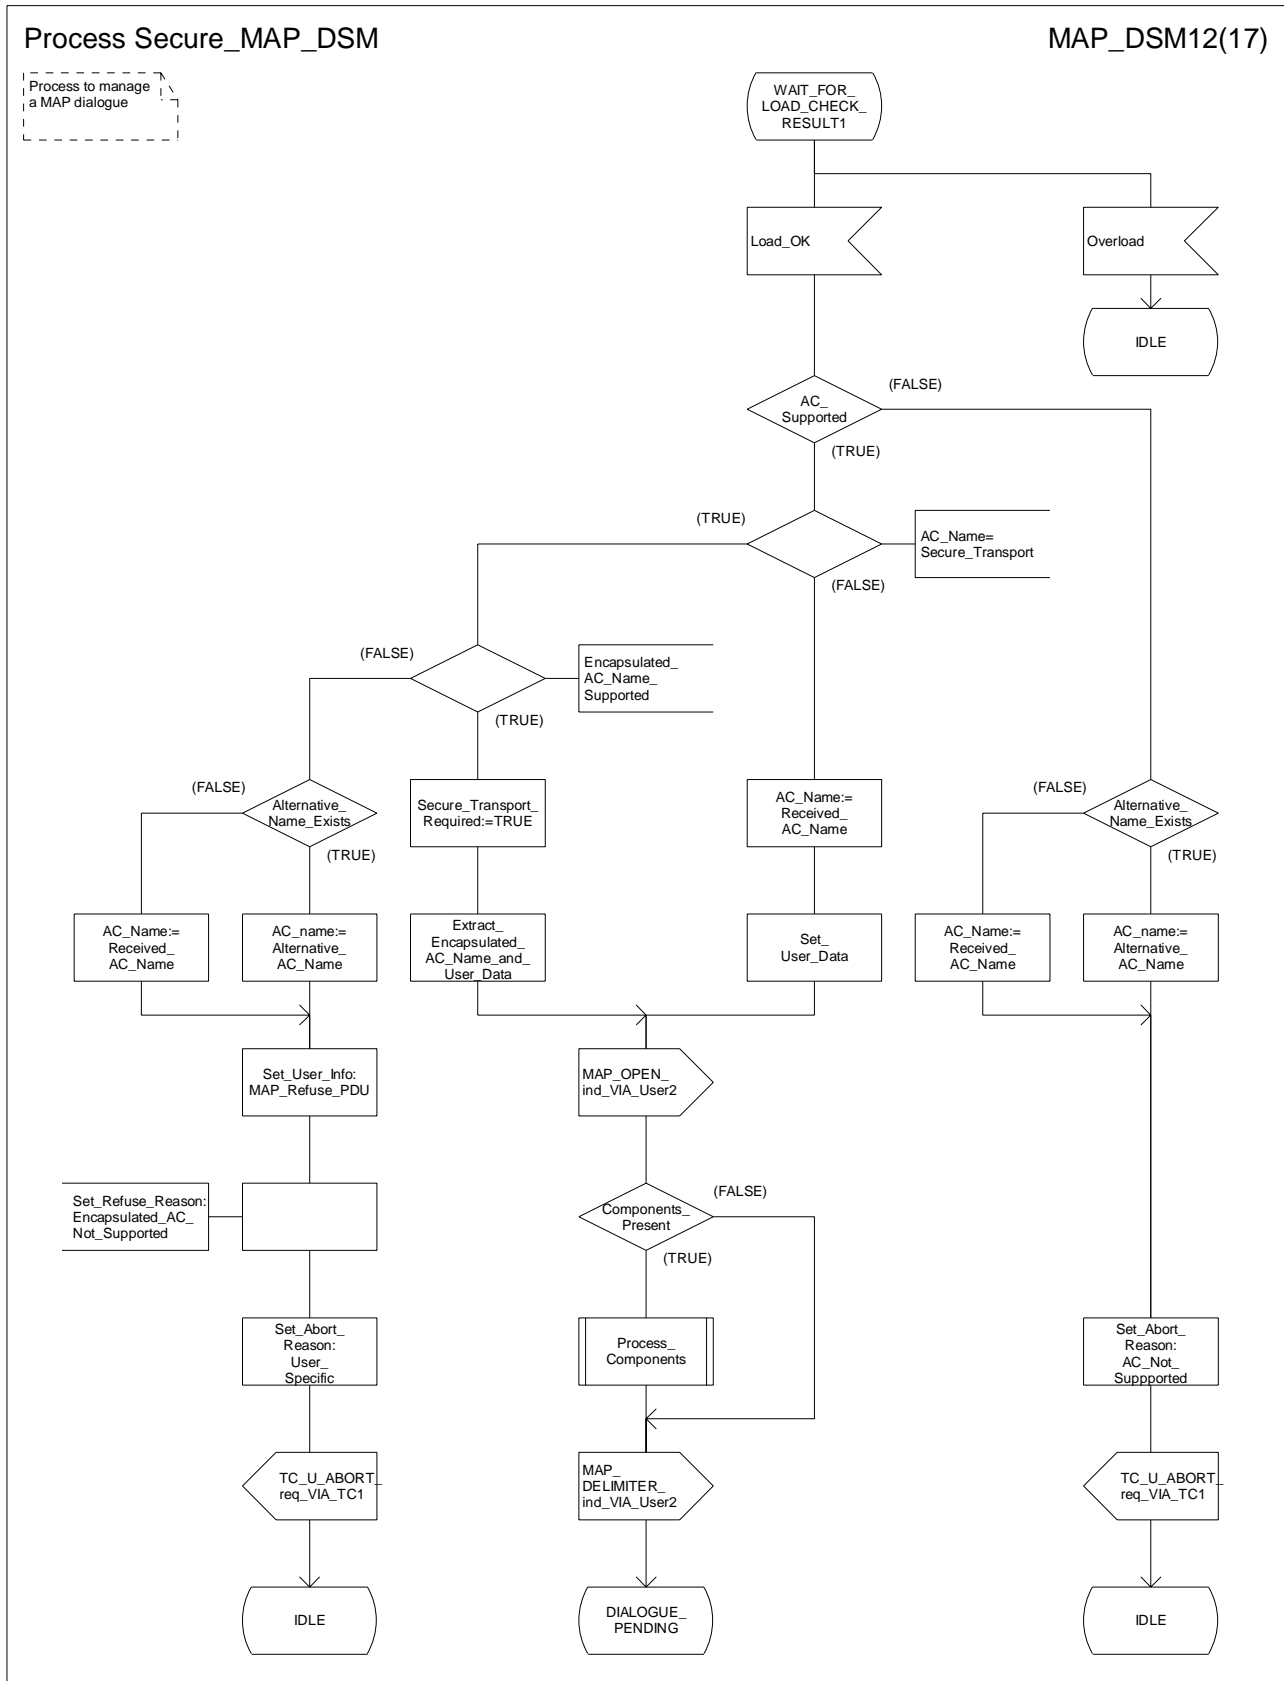 Process Secure_MAP_DSM
MAP_DSM12(17)
Process to manage
a MAP dialogue
WAIT_FOR_
LOAD_CHECK_
RESULT1
Load_OK
Overload
IDLE
AC_
Supported
(FALSE)
(TRUE)
(TRUE)
AC_Name=
Secure_Transport
(FALSE)
(FALSE)
Encapsulated_
AC_Name_
Supported
(TRUE)
(FALSE)
Alternative_
Name_Exists
(TRUE)
Secure_Transport_
Required:=TRUE
AC_Name:=
Received_
AC_Name
(FALSE)
Alternative_
Name_Exists
(TRUE)
AC_Name:=
Received_
AC_Name
AC_name:=
Alternative_
AC_Name
Extract_
Encapsulated_
AC_Name_and_
User_Data
Set_
User_Data
AC_Name:=
Received_
AC_Name
AC_name:=
Alternative_
AC_Name
Set_User_Info:
MAP_Refuse_PDU
MAP_OPEN_
ind_VIA_User2
Set_Refuse_Reason:
Encapsulated_AC_
Not_Supported
Components_
Present
(FALSE)
(TRUE)
Set_Abort_
Reason:
User_
Specific
Process_
Components
Set_Abort_
Reason:
AC_Not_
Suppported
TC_U_ABORT_
req_VIA_TC1
MAP_
DELIMITER_
ind_VIA_User2
TC_U_ABORT_
req_VIA_TC1
IDLE
DIALOGUE_
PENDING
IDLE